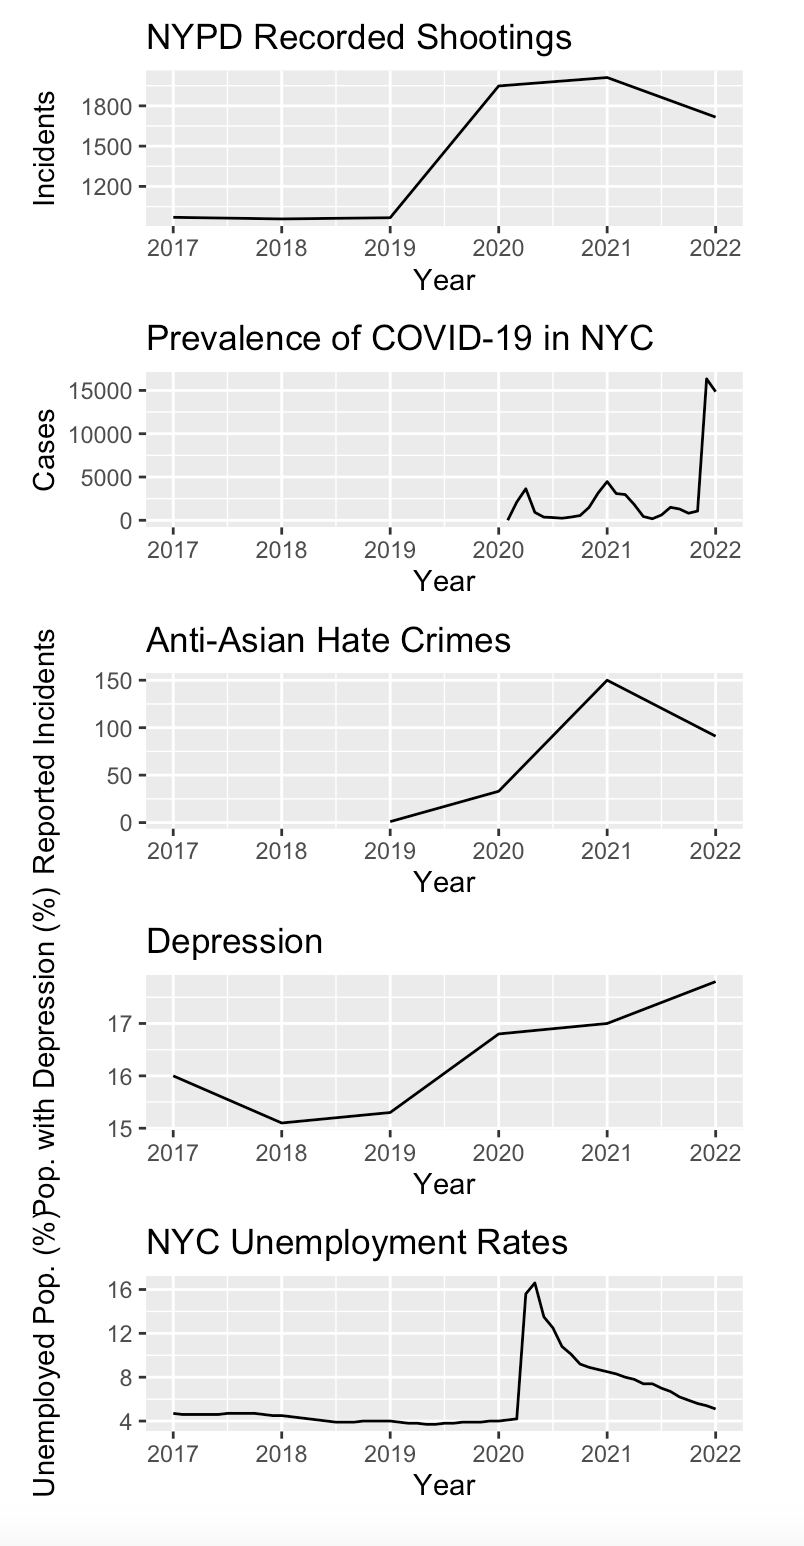 NYPD Recorded Shootings
Incidents
1800
1500
1200
2017 2018 2019 2020 2021 2022
Year
Prevalence of COVID-19 in NYC
Cases
15000
10000
5000
0
2017 2018 2019 2020 2021 2022
Year
Anti-Asian Hate Crimes
Reported Incidents
150
100
50
0
2017 2018 2019 2020 2021 2022
Year
Depression
Pop. with Depression (%)
17
16
15
2017 2018 2019 2020 2021 2022
Year
NYC Unemployment Rates
Unemployed Pop. (%)
16
12
8
4
2017 2018 2019 2020 2021 2022
Year